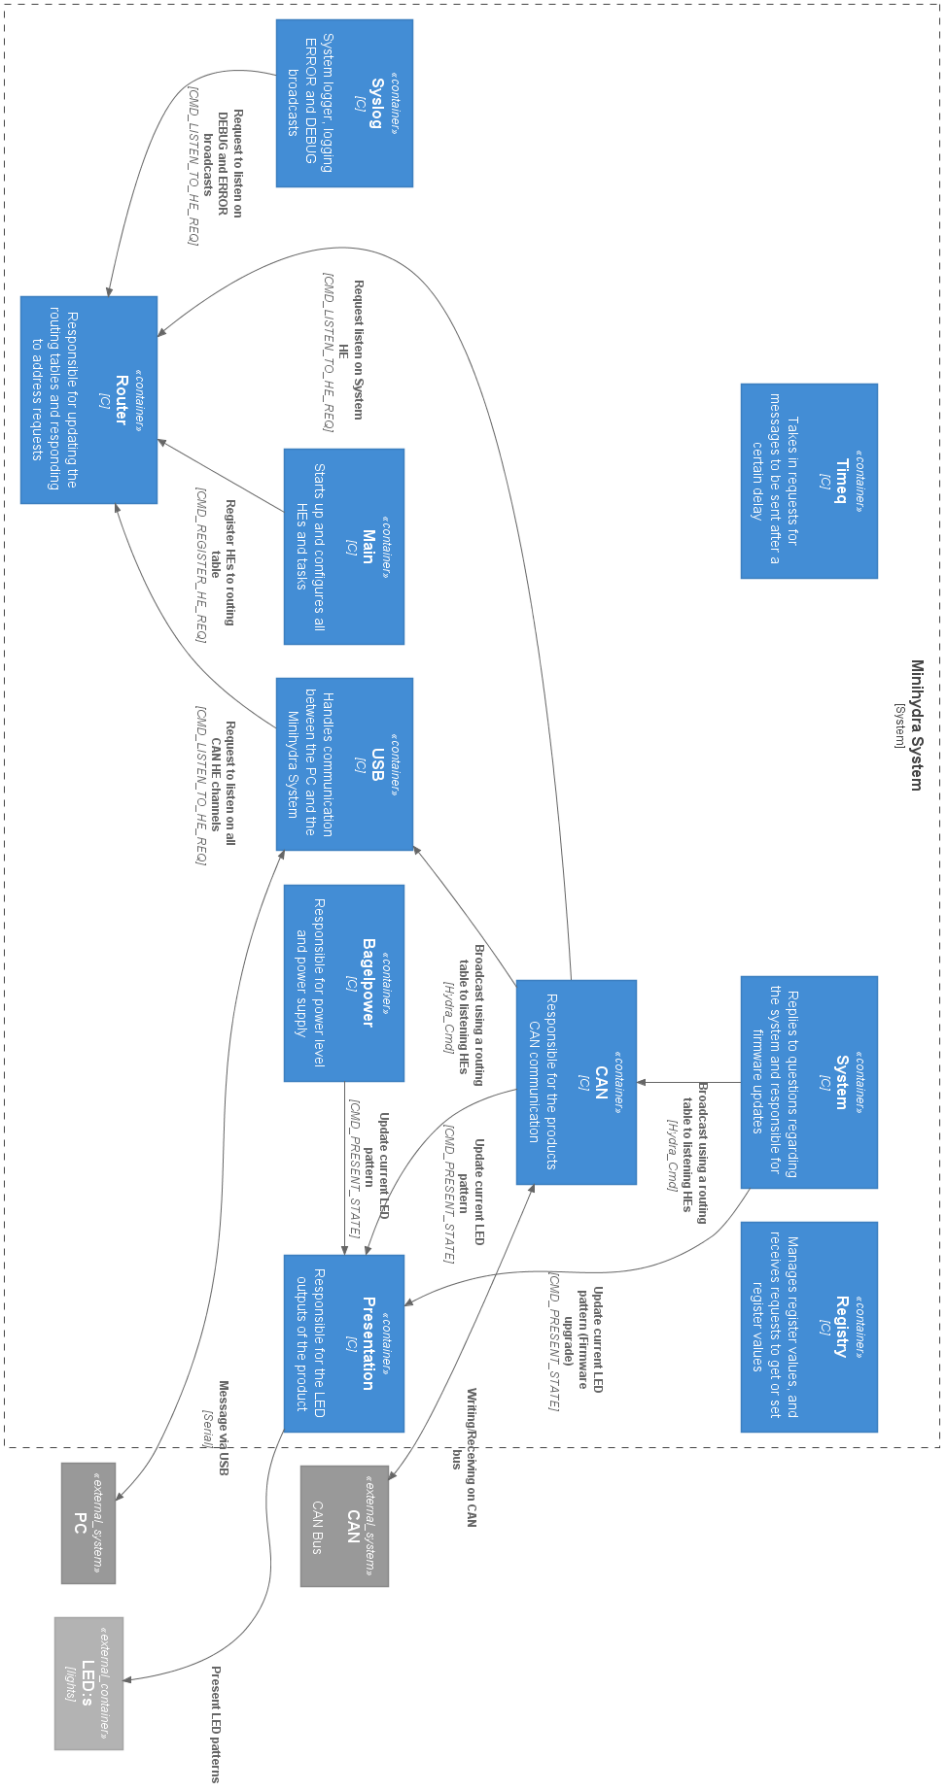 Minihydra System
[System]
«container»
Timeq
[C]
Takes in requests for
messages to be sent after a
certain delay
«container»
System
[C]
Replies to questions regarding
the system and responsible for
firmware updates
«container»
Registry
[C]
Manages register values, and
receives requests to get or set
register values
Broadcast using a routing
table to listening HEs
[Hydra_Cmd]
«container»
CAN
[C]
Responsible for the products
CAN communication
Update current LED
pattern (Firmware
upgrade)
[CMD_PRESENT_STATE]
Request listen on System
HE
[CMD_LISTEN_TO_HE_REQ]
Broadcast using a routing
table to listening HEs
[Hydra_Cmd]
Update current LED
pattern
[CMD_PRESENT_STATE]
Writing/Receiving on CAN
bus
«container»
Syslog
[C]
System logger, logging
ERROR and DEBUG
broadcasts
«container»
Main
[C]
Starts up and configures all
HEs and tasks
«container»
USB
[C]
Handles communication
between the PC and the
Minihydra System
«container»
Bagelpower
[C]
Responsible for power level
and power supply
Update current LED
pattern
[CMD_PRESENT_STATE]
«container»
Presentation
[C]
Responsible for the LED
outputs of the product
«external_system»
CAN
CAN Bus
Request to listen on
DEBUG and ERROR
broadcasts
[CMD_LISTEN_TO_HE_REQ]
Register HEs to routing
table
[CMD_REGISTER_HE_REQ]
Request to listen on all
CAN HE channels
[CMD_LISTEN_TO_HE_REQ]
Message via USB
[Serial]
Present LED patterns
«container»
Router
[C]
Responsible for updating the
routing tables and responding
to address requests
«external_system»
PC
«external_container»
LED:s
[lights]